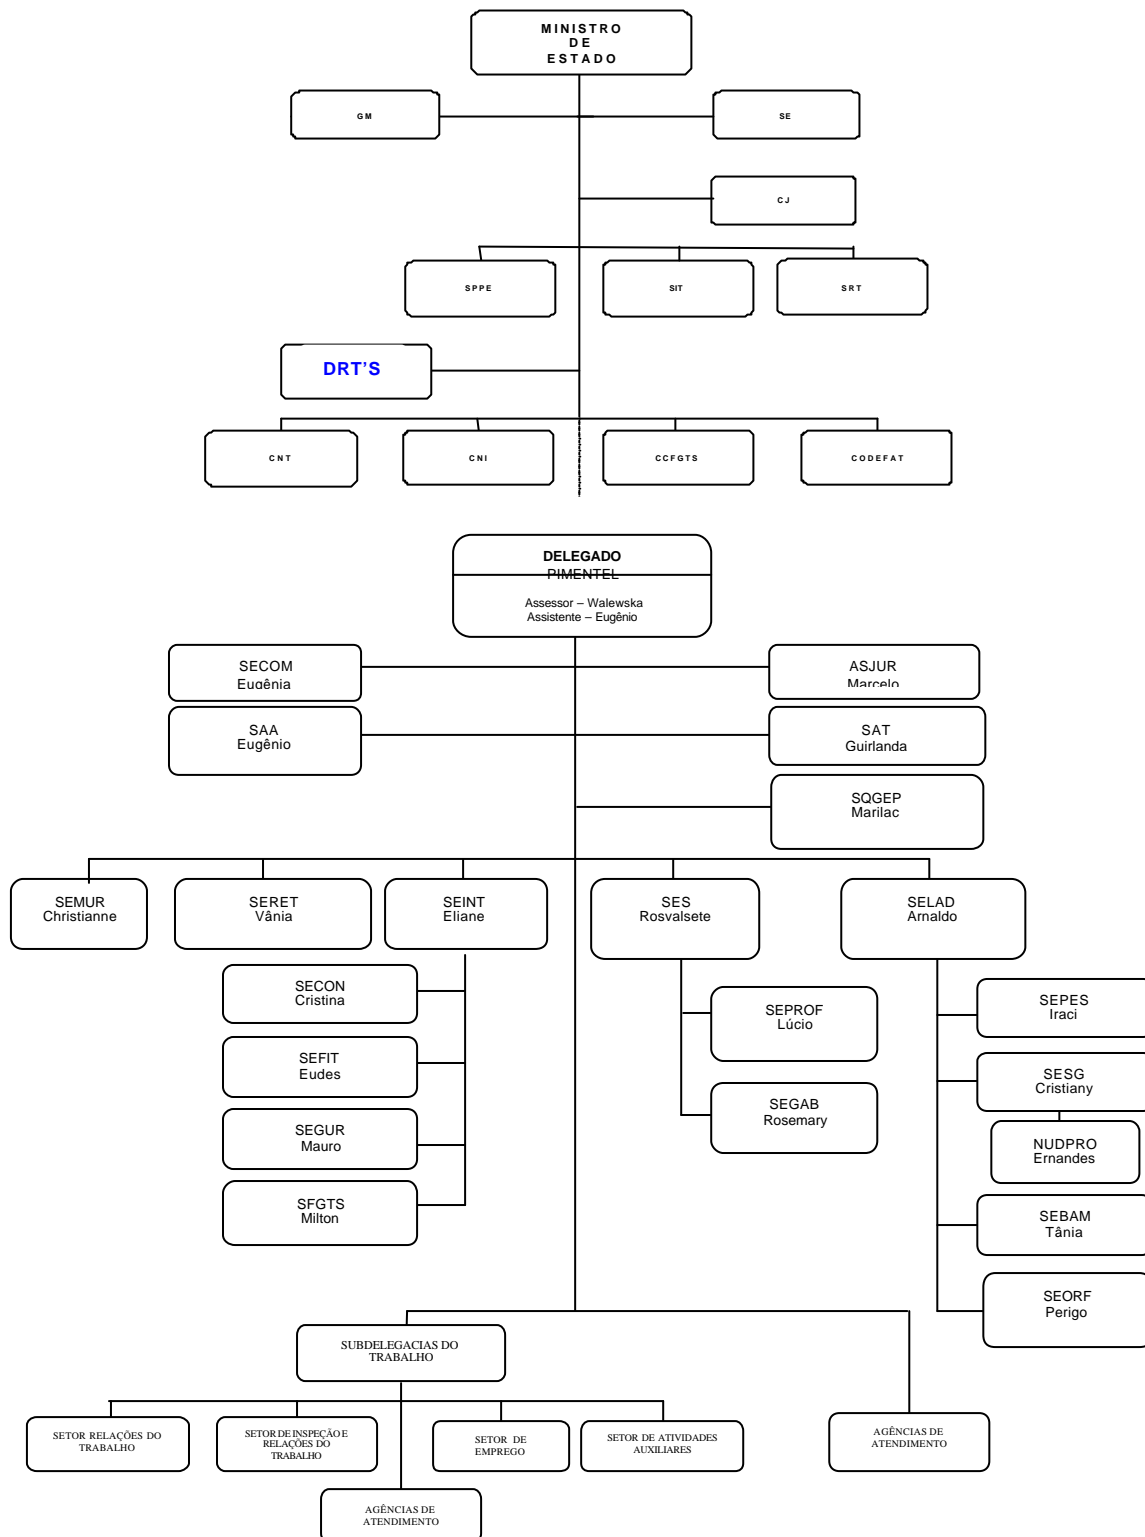 MINISTRO
DE
ESTADO
GM
SE
CJ
SPPE
SIT
SRT
DRT'S
CNT
CNI
CCFGTS
CODEFAT
DELEGADO
PIMENTEL
Assessor – Walewska
Assistente – Eugênio
SECOM
Eugênia
ASJUR
Marcelo
SAA
Eugênio
SAT
Guirlanda
SQGEP
Marilac
SEMUR
Christianne
SERET
Vânia
SEINT
Eliane
SES
Rosvalsete
SELAD
Arnaldo
SECON
Cristina
SEFIT
Eudes
SEGUR
Mauro
SFGTS
Milton
SEPROF
Lúcio
SEGAB
Rosemary
SEPES
Iraci
SESG
Cristiany
NUDPRO
Ernandes
SEBAM
Tânia
SEORF
Perigo
SUBDELEGACIAS DO
TRABALHO
SETOR RELAÇÕES DO
TRABALHO
SETOR DE INSPEÇÃO E
RELAÇÕES DO
TRABALHO
SETOR DE
EMPREGO
SETOR DE ATIVIDADES
AUXILIARES
AGÊNCIAS DE
ATENDIMENTO
AGÊNCIAS DE
ATENDIMENTO